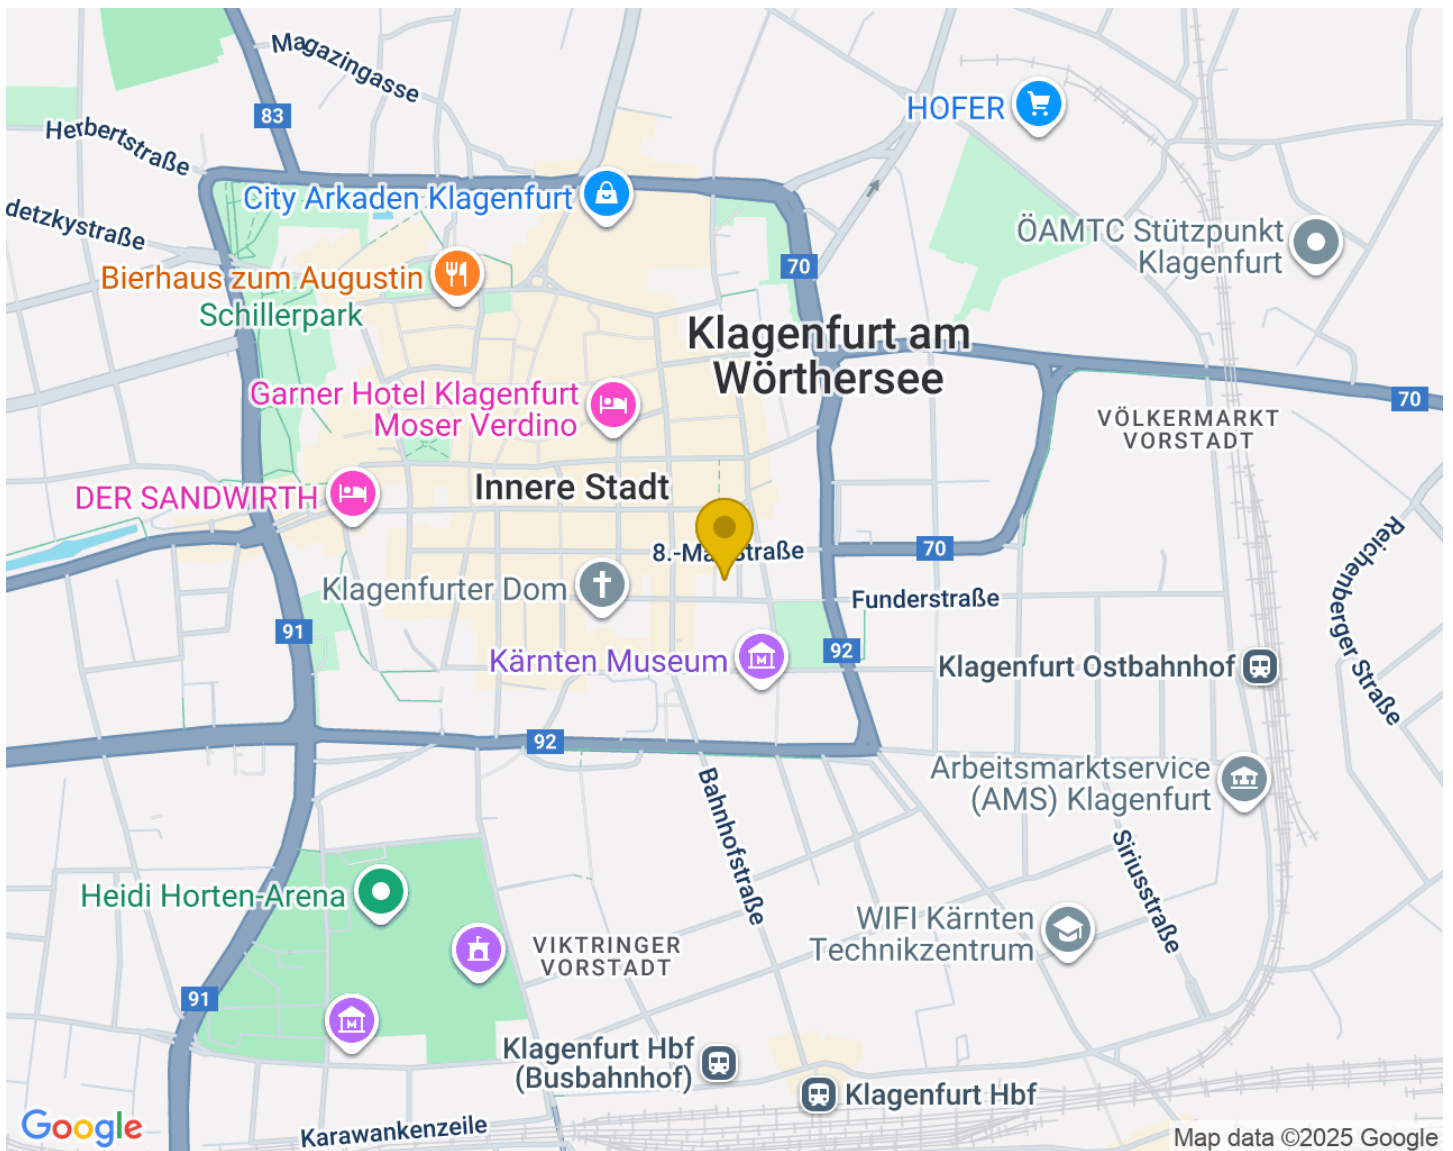 Magazingasse
83
HOFER
Herbertstraße
City Arkaden Klagenfurt
detzkystraße
ÖAMTC Stützpunkt
Klagenfurt
70
Bierhaus zum Augustin
Schillerpark
Klagenfurt am
Wörthersee
Garner Hotel Klagenfurt
Moser Verdino
70
VÖLKERMARKT
VORSTADT
DER SANDWIRTH
Innere Stadt
Reichenberger Straße
8.-Mai-Straße
70
Klagenfurter Dom
Funderstraße
91
92
Kärnten Museum
Klagenfurt Ostbahnhof
92
Arbeitsmarktservice
(AMS) Klagenfurt
Bahnhofstraße
Siriusstraße
Heidi Horten-Arena
WIFI Kärnten
Technikzentrum
VIKTRINGER
VORSTADT
91
M
Klagenfurt Hbf
(Busbahnhof)
Klagenfurt Hbf
Google
Karawankenzeile
Map data ©2025 Google